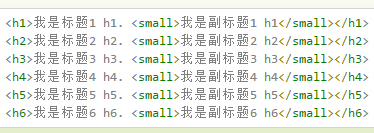 <h1>我是标题1 h1. <small>我是副标题1 h1</small></h1>
<h2>我是标题2 h2. <small>我是副标题2 h2</small></h2>
<h3>我是标题3 h3. <small>我是副标题3 h3</small></h3>
<h4>我是标题4 h4. <small>我是副标题4 h4</small></h4>
<h5>我是标题5 h5. <small>我是副标题5 h5</small></h5>
<h6>我是标题6 h6. <small>我是副标题6 h6</small></h6>